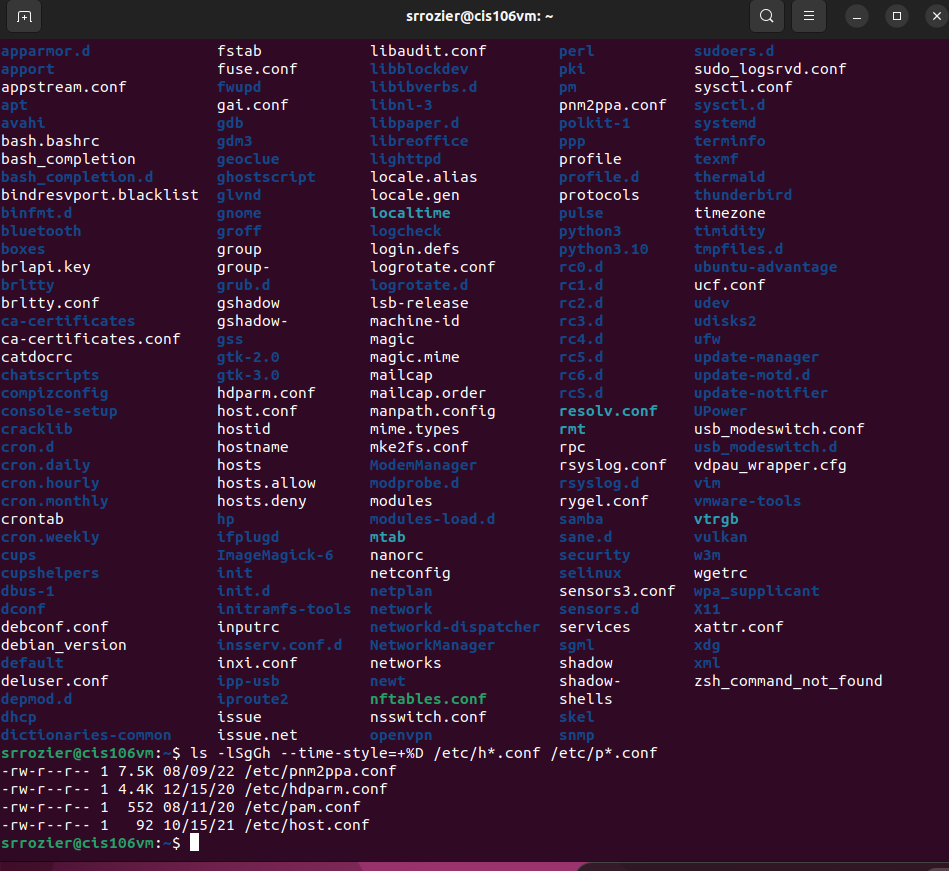 srrozier@cis106vm: ~
apparmor.d fstab libaudit.conf perl sudoers.d
apport fuse.conf libblockdev pki sudo_logsrvd.conf
appstream.conf fwupd libibverbs.d pm sysctl.conf
apt gai.conf libnl-3 pnm2ppa.conf sysctl.d
avahi gdb libpaper.d polkit-1 systemd
bash.bashrc gdm3 libreoffice ppp terminfo
bash_completion geoclue lighttpd profile texmf
bash_completion.d ghostscript locale.alias profile.d thermald
bindresvport.blacklist glvnd locale.gen protocols thunderbird
binfmt.d gnome localtime pulse timezone
bluetooth groff logcheck python3 timidity
boxes group login.defs python3.10 tmpfiles.d
brlapi.key group- logrotate.conf rc0.d ubuntu-advantage
brltty grub.d logrotate.d rc1.d ucf.conf
brltty.conf gshadow lsb-release rc2.d udev
ca-certificates gshadow- machine-id rc3.d udisks2
ca-certificates.conf gss magic rc4.d ufw
catdocrc gtk-2.0 magic.mime rc5.d update-manager
chatscripts gtk-3.0 mailcap rc6.d update-motd.d
compizconfig hdparm.conf mailcap.order rcS.d update-notifier
console-setup host.conf manpath.config resolv.conf UPower
cracklib hostid mime.types rmt usb_modeswitch.conf
cron.d hostname mke2fs.conf rpc usb_modeswitch.d
cron.daily hosts ModemManager rsyslog.conf vdpau_wrapper.cfg
cron.hourly hosts.allow modprobe.d rsyslog.d vim
cron.monthly hosts.deny modules rygel.conf vmware-tools
crontab hp modules-load.d samba vtrgb
cron.weekly ifplugd mtab sane.d vulkan
cups ImageMagick-6 nanorc security w3m
cupshelpers init netconfig selinux wgetrc
dbus-1 init.d netplan sensors3.conf wpa_supplicant
dconf initramfs-tools network sensors.d X11
debconf.conf inputrc networkd-dispatcher services xattr.conf
debian_version insserv.conf.d NetworkManager sgml xdg
default inxi.conf networks shadow xml
deluser.conf ipp-usb newt shadow- zsh_command_not_found
depmod.d iproute2 nftables.conf shells
dhcp issue nsswitch.conf skel
dictionaries-common issue.net openvpn snmp
srrozier@cis106vm:~$ ls -lSgGh --time-style=+%D /etc/h*.conf /etc/p*.conf
-rw-r--r-- 1 7.5K 08/09/22 /etc/pnm2ppa.conf
-rw-r--r-- 1 4.4K 12/15/20 /etc/hdparm.conf
-rw-r--r-- 1  552 08/11/20 /etc/pam.conf
-rw-r--r-- 1   92 10/15/21 /etc/host.conf
srrozier@cis106vm:~$